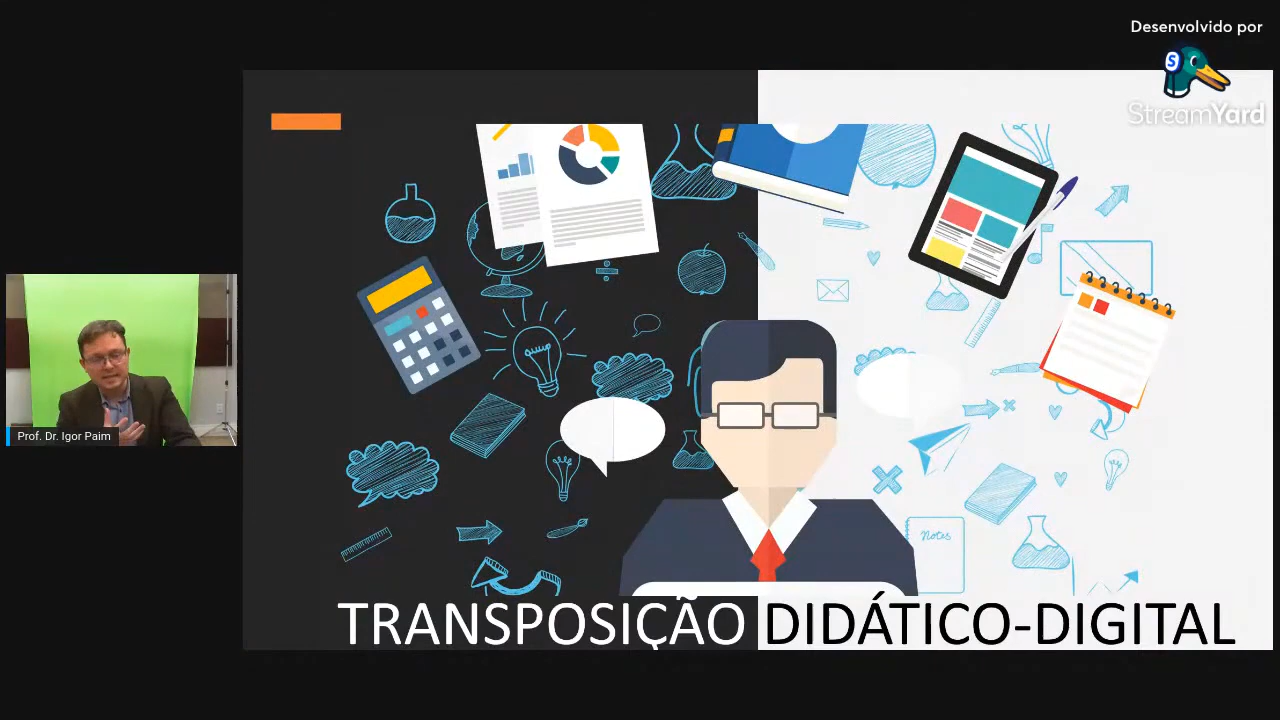 Desenvolvido por
StreamYard
Prof. Dr. Igor Paim
Notes
TRANSPOSIÇÃO DIDÁTICO-DIGITAL